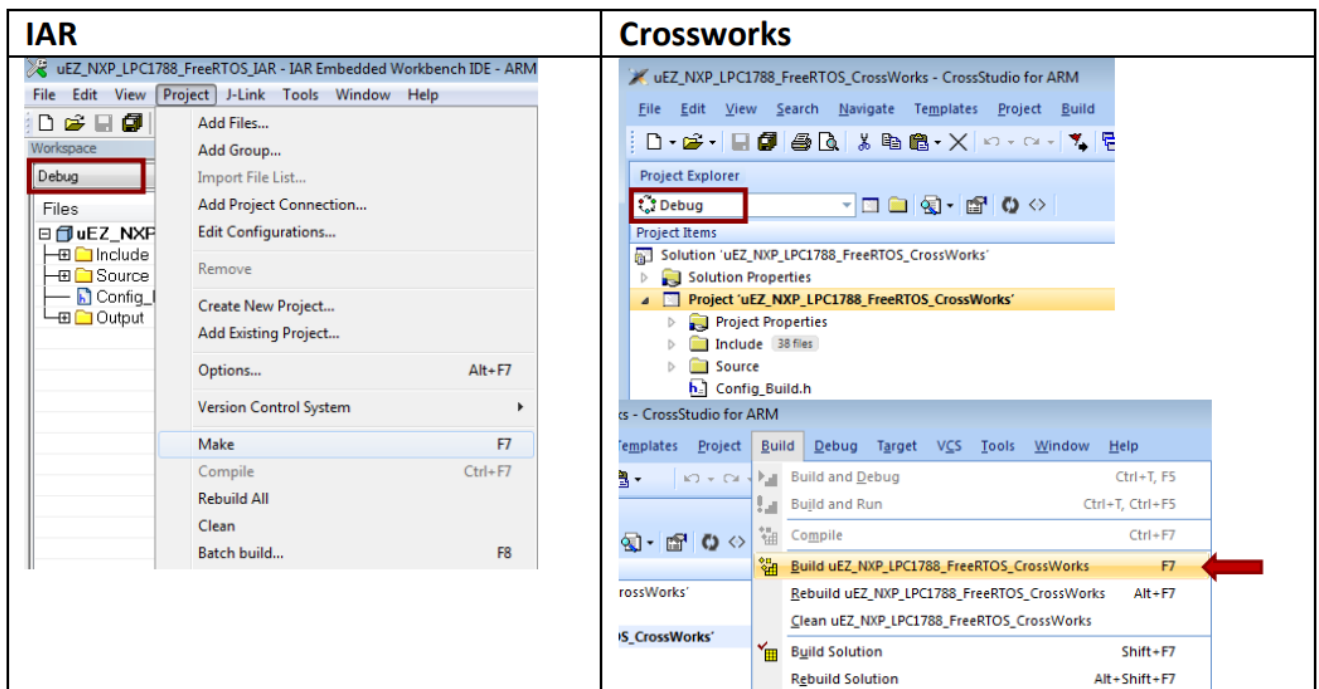 IAR
uEZ_NXP_LPC1788_FreeRTOS_IAR - IAR Embedded Workbench IDE - ARM
File Edit View Project J-Link Tools Window Help
Workspace
Debug
Files
uEZ_NXP
Include
Source
Config_
Output
Add Files...
Add Group...
Import File List...
Add Project Connection...
Edit Configurations...
Remove
Create New Project...
Add Existing Project...
Options... Alt+F7
Version Control System
Make F7
Compile Ctrl+F7
Rebuild All
Clean
Batch build... F8
Crossworks
uEZ_NXP_LPC1788_FreeRTOS_CrossWorks - CrossStudio for ARM
File Edit View Search Navigate Templates Project Build
Project Explorer
Debug
Project Items
Solution 'uEZ_NXP_LPC1788_FreeRTOS_CrossWorks'
Solution Properties
Project 'uEZ_NXP_LPC1788_FreeRTOS_CrossWorks'
Project Properties
Include 38 files
Source
Config_Build.h
ks - CrossStudio for ARM
Templates Project Build Debug Target VCS Tools Window Help
Build and Debug Ctrl+T, F5
Build and Run Ctrl+T, Ctrl+F5
Compile Ctrl+F7
Build uEZ_NXP_LPC1788_FreeRTOS_CrossWorks F7
rossWorks'
Rebuild uEZ_NXP_LPC1788_FreeRTOS_CrossWorks Alt+F7
Clean uEZ_NXP_LPC1788_FreeRTOS_CrossWorks
S_CrossWorks'
Build Solution Shift+F7
Rebuild Solution Alt+Shift+F7